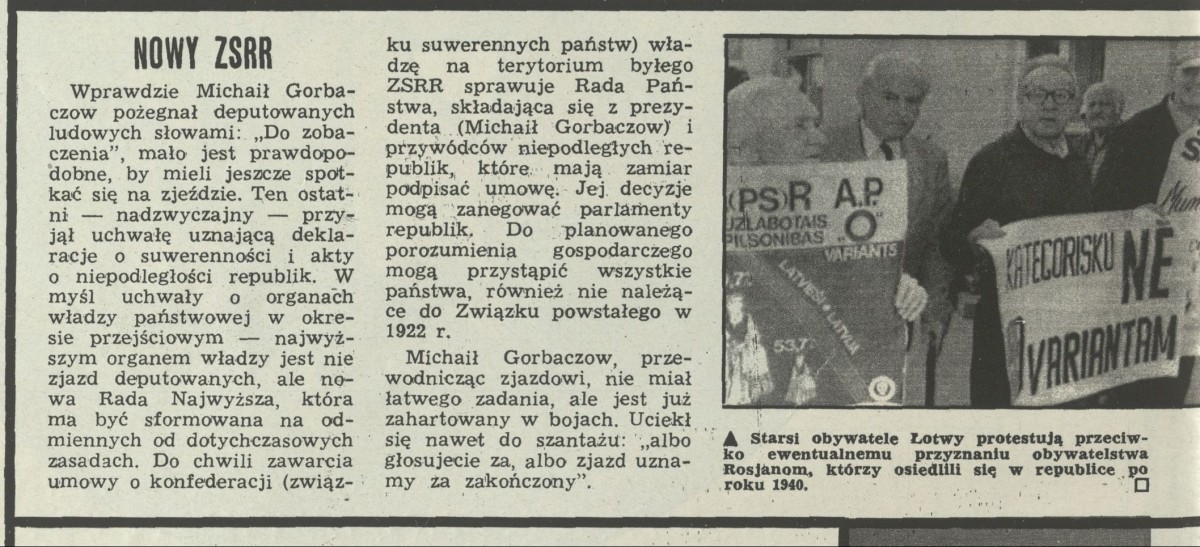 NOWY ZSRR
Wprawdzie Michaił Gorba-
czow pożegnał deputowanych
ludowych słowami: „Do zoba-
czenia”, mało jest prawdopo-
dobne, by mieli jeszcze spot-
kać się na zjeździe. Ten ostat-
ni — nadzwyczajny — przy-
jął uchwałę uznającą dekla-
racje o suwerenności i akty
o niepodległości republik. W
myśl uchwały o organach
władzy państwowej w okre-
sie przejściowym — najwyż-
szym organem władzy jest nie
zjazd deputowanych, ale no-
wa Rada Najwyższa, która
ma być sformowana na od-
miennych od dotychczasowych
zasadach. Do chwili zawarcia
umowy o konfederacji (związ-
ku suwerennych państw) wła-
dzę na terytorium byłego
ZSRR sprawuje Rada Pań-
stwa, składająca się z prezy-
denta (Michaił Gorbaczow) i
przywódców niepodległych re-
publik, które mają zamiar
podpisać umowę. Jej decyzje
mogą zanegować parlamenty
republik. Do planowanego
porozumienia gospodarczego
mogą przystąpić wszystkie
państwa, również nie należą-
ce do Związku powstałego w
1922 r.
Michaił Gorbaczow, prze-
wodnicząc zjazdowi, nie miał
łatwego zadania, ale jest już
zahartowany w bojach. Uciekł
się nawet do szantażu: „albo
głosujecie za, albo zjazd uzna-
my za zakończony”.
(PS)R A.P.
UZLABOTAIS
PILSONIBAS "O"
VARIANTS
LATVIEŠI LATVIJĀ
53,7%
KATEGORISKU NĒ
O VARIANTAM
▲ Starsi obywatele Łotwy protestują przeciw-
ko ewentualnemu przyznaniu obywatelstwa
Rosjanom, którzy osiedlili się w republice po
roku 1940.